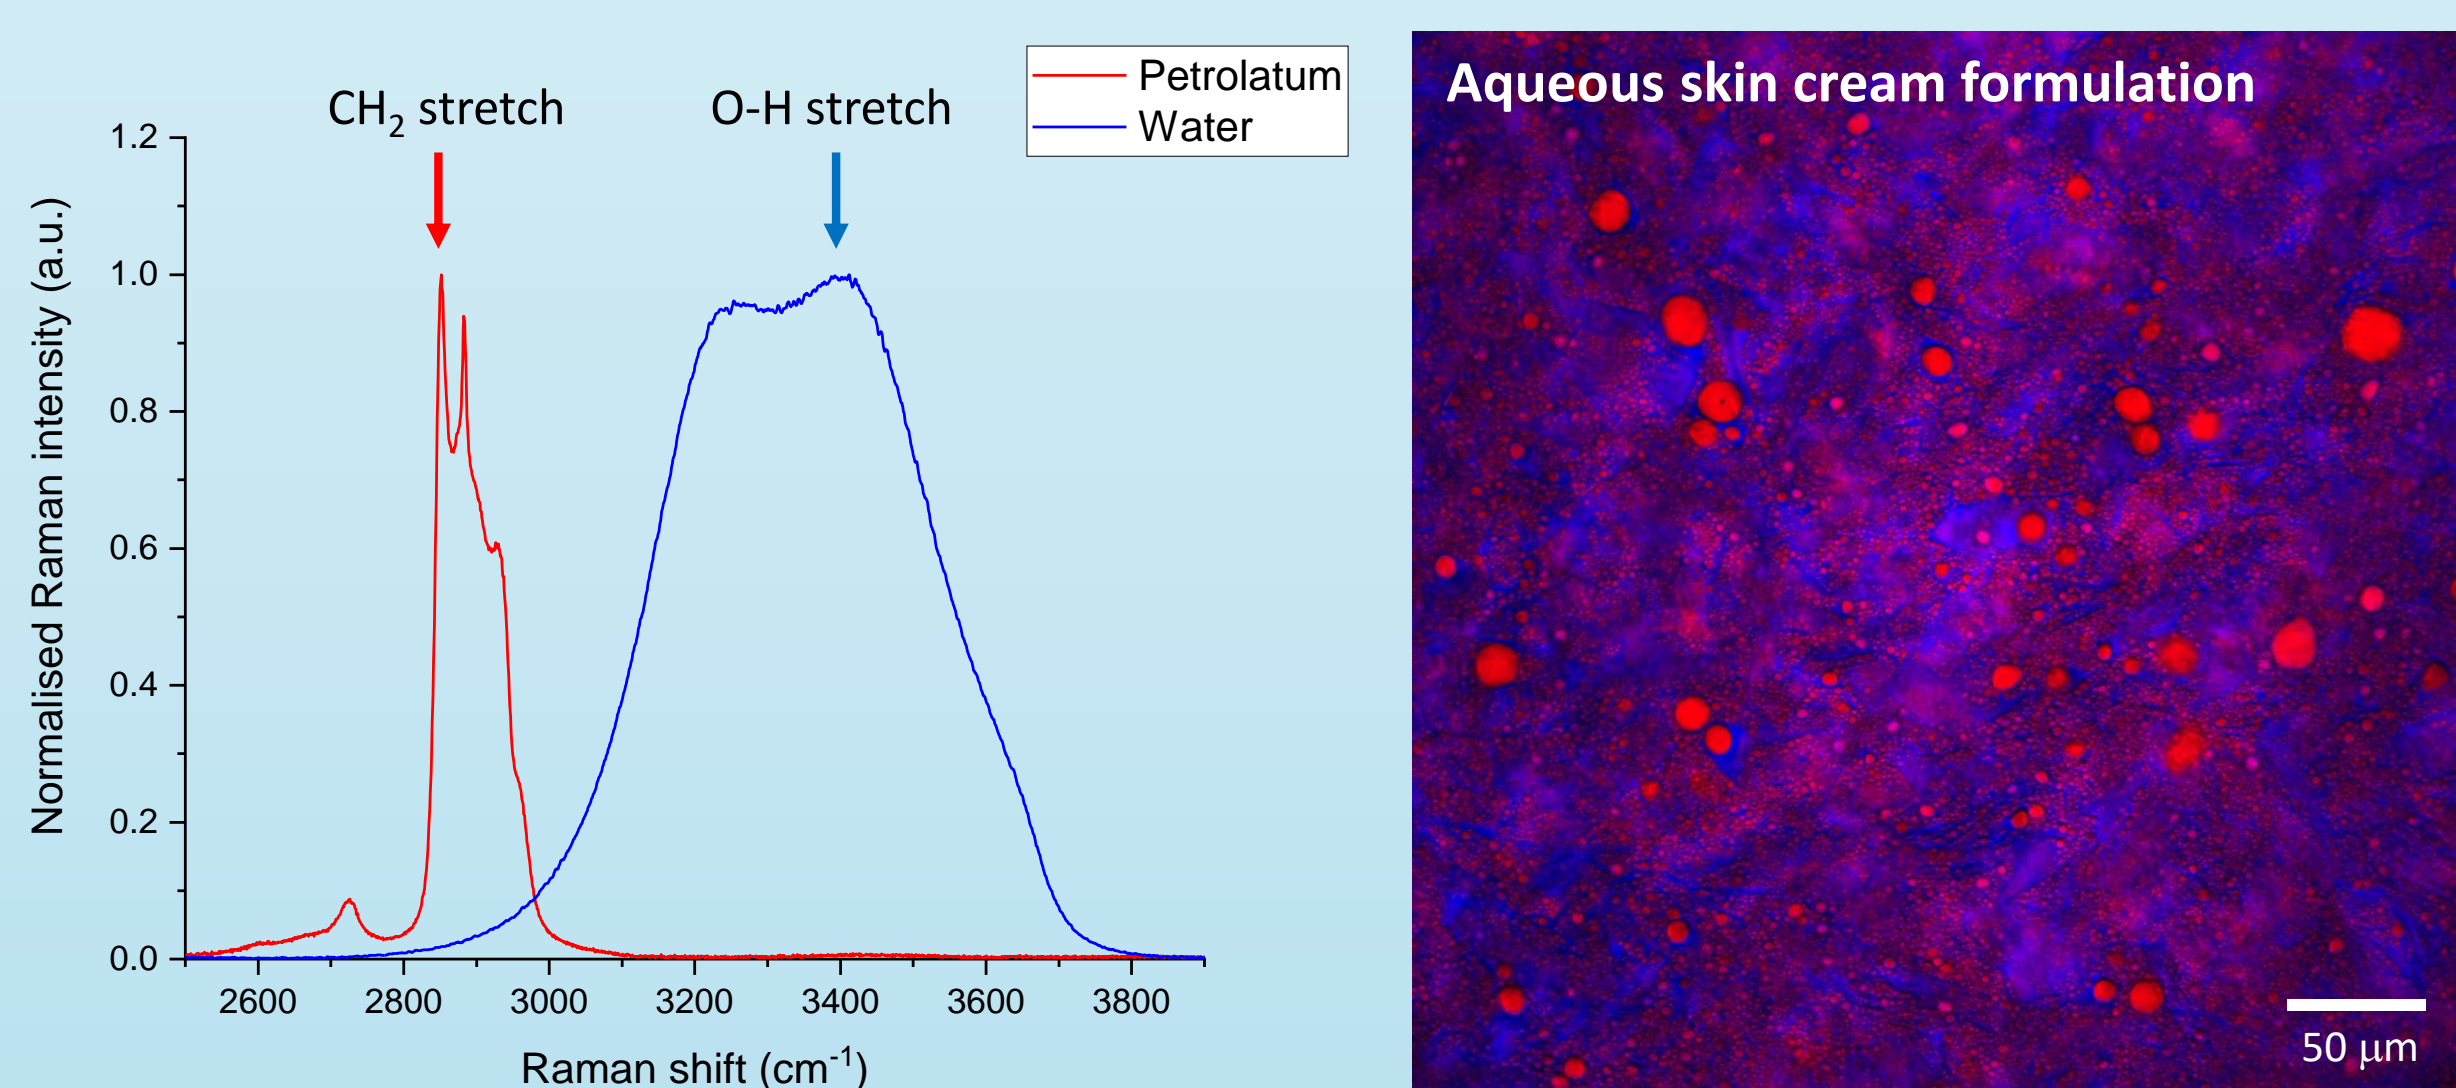 CH₂ stretch
O-H stretch
Petrolatum
Water
Normalised Raman intensity (a.u.)
1.2
1.0
0.8
0.6
0.4
0.2
0.0
2600 2800 3000 3200 3400 3600 3800
Raman shift (cm⁻¹)
Aqueous skin cream formulation
50 μm